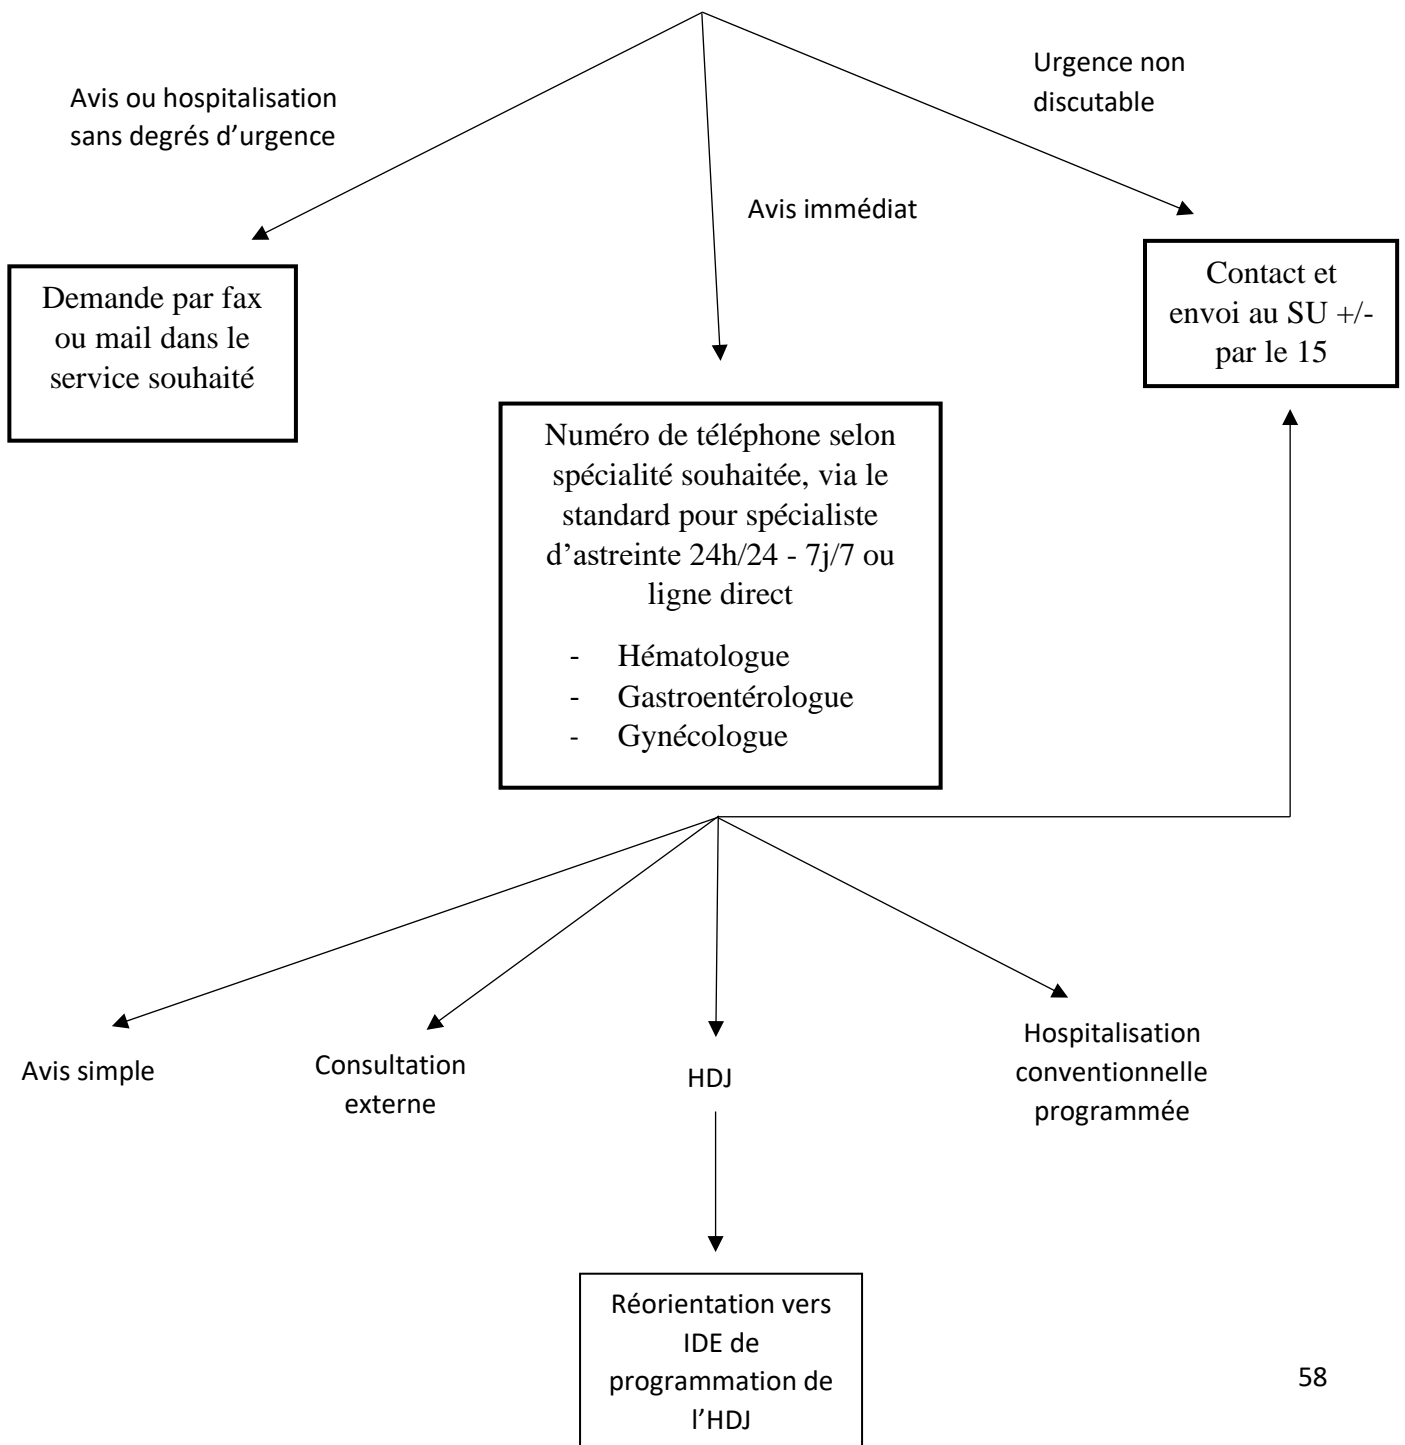 Urgence non
discutable
Avis ou hospitalisation
sans degrés d’urgence
Avis immédiat
Demande par fax
ou mail dans le
service souhaité
Contact et
envoi au SU +/-
par le 15
Numéro de téléphone selon
spécialité souhaitée, via le
standard pour spécialiste
d’astreinte 24h/24 - 7j/7 ou
ligne direct
- Hématologue
- Gastroentérologue
- Gynécologue
Avis simple
Consultation
externe
HDJ
Hospitalisation
conventionnelle
programmée
Réorientation vers
IDE de
programmation de
l’HDJ
58